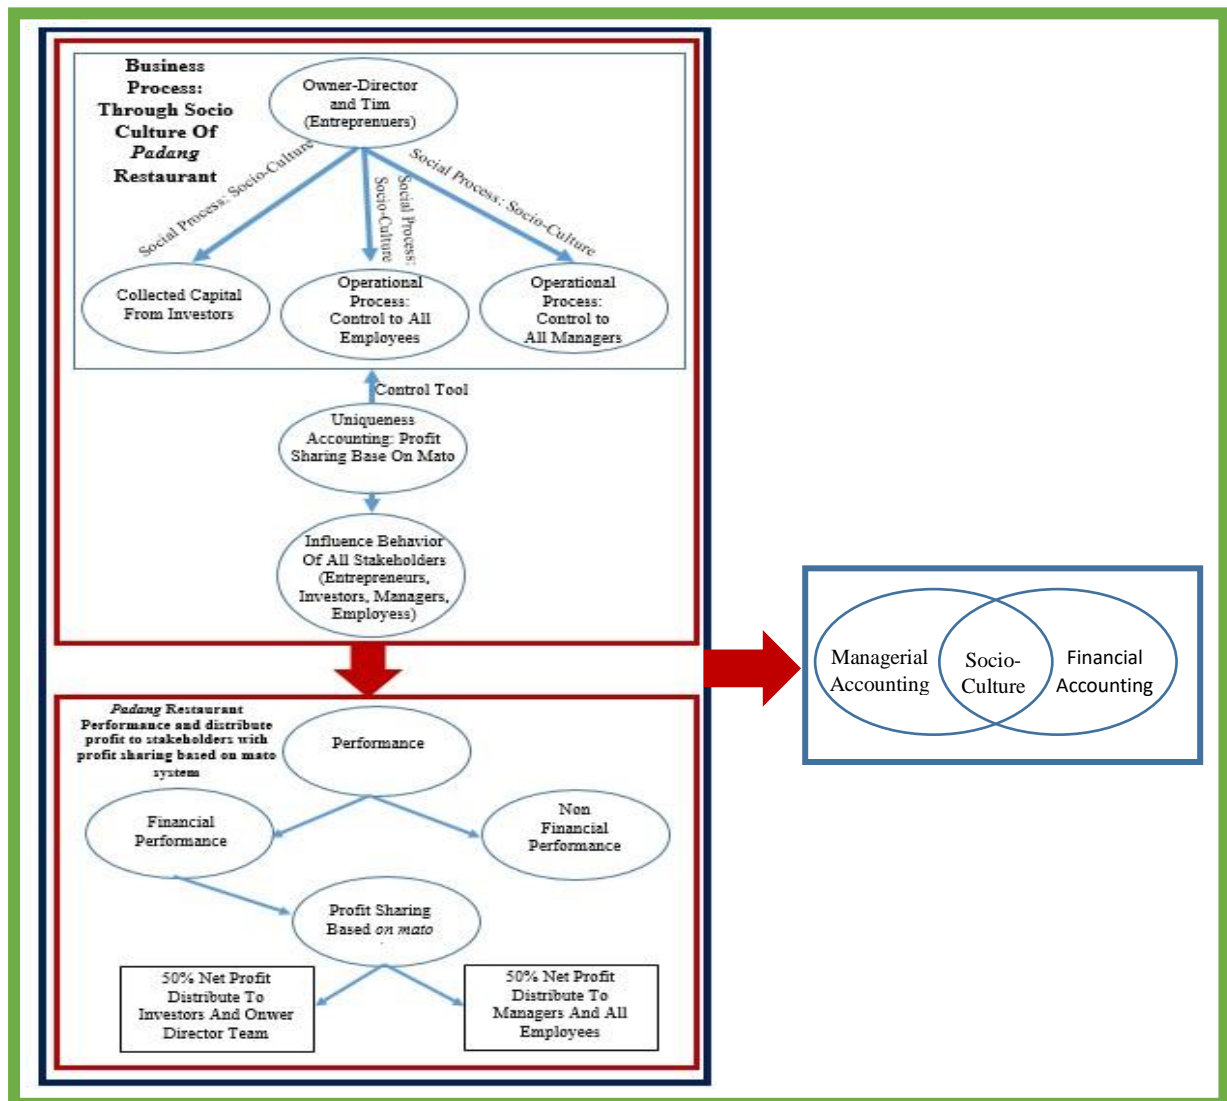 Business
Process:
Through Socio
Culture Of
Padang
Restaurant
Owner-Director
and Tim
(Entreprenuers)
Social Process: Socio-Culture
Social Process:
Socio-Culture
Social Process: Socio-Culture
Collected Capital
From Investors
Operational
Process:
Control to All
Employees
Operational
Process:
Control to
All Managers
Control Tool
Uniqueness
Accounting: Profit
Sharing Base On Mato
Influence Behavior
Of All Stakeholders
(Entrepreneurs,
Investors, Managers,
Employess)
Padang Restaurant
Performance and distribute
profit to stakeholders with
profit sharing based on mato
system
Performance
Financial
Performance
Non
Financial
Performance
Profit Sharing
Based on mato
.
50% Net Profit
Distribute To
Investors And Onwer
Director Team
50% Net Profit
Distribute To
Managers And All
Employees
Managerial
Accounting
Socio-
Culture
Financial
Accounting